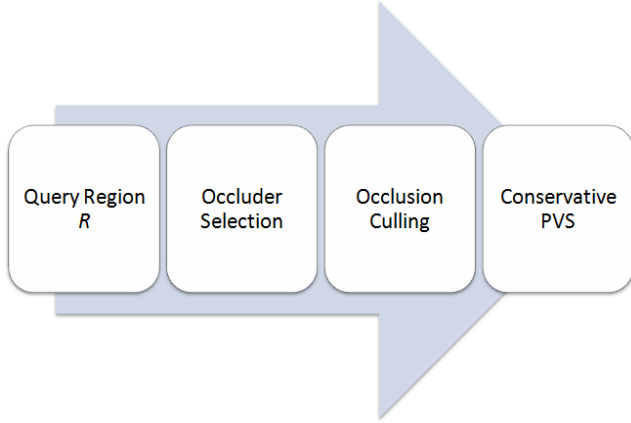 Query Region
R
Occluder
Selection
Occlusion
Culling
Conservative
PVS